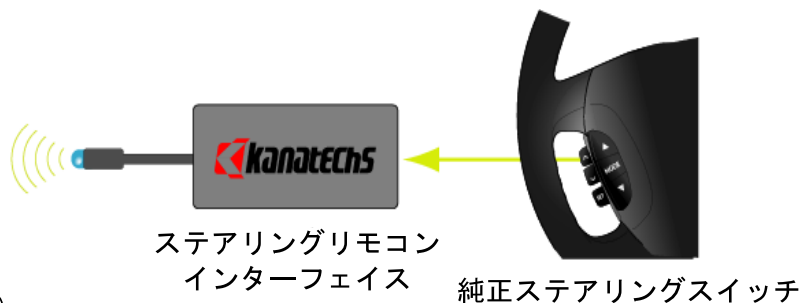 kanatechs
ステアリングリモコン
インターフェイス
MODE
純正ステアリングスイッチ